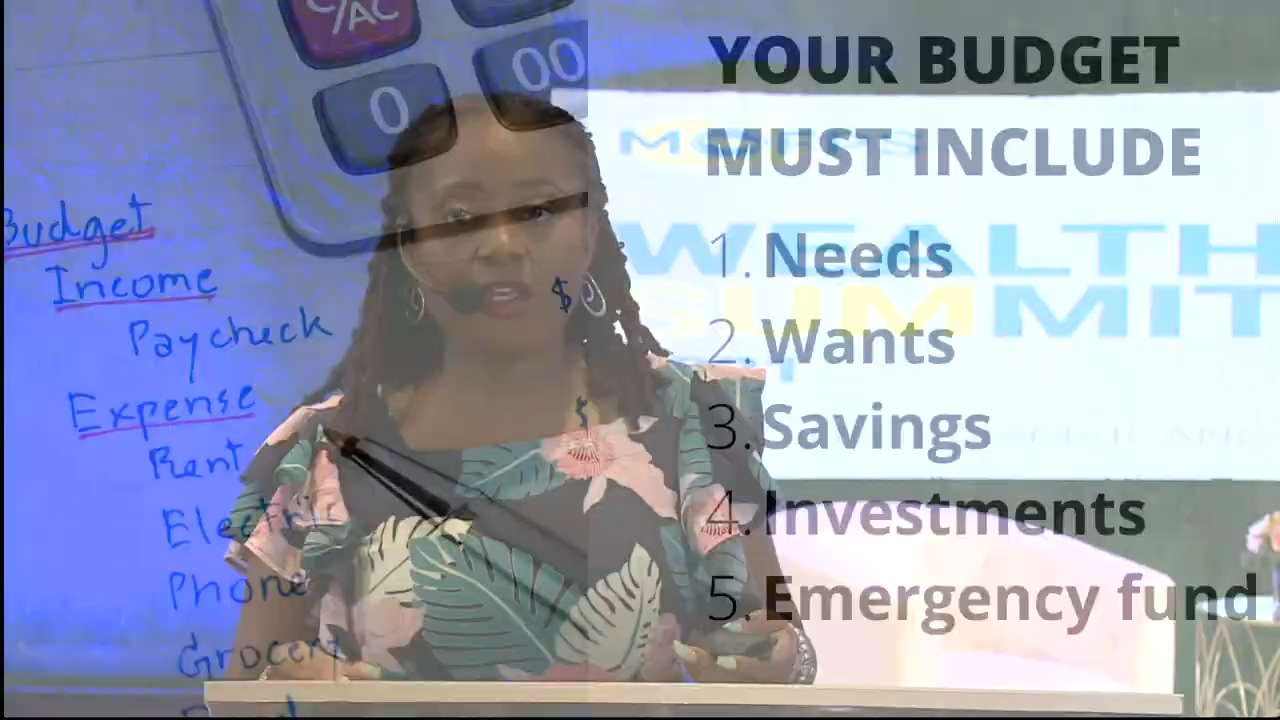 C/AC
0
00
Budget
Income
Paycheck
Expense
Rent
Electric
Phone
Grocery
$
$
YOUR BUDGET
MUST INCLUDE
1. Needs
2. Wants
3. Savings
4. Investments
5. Emergency fund
WEALTH
SUMMIT